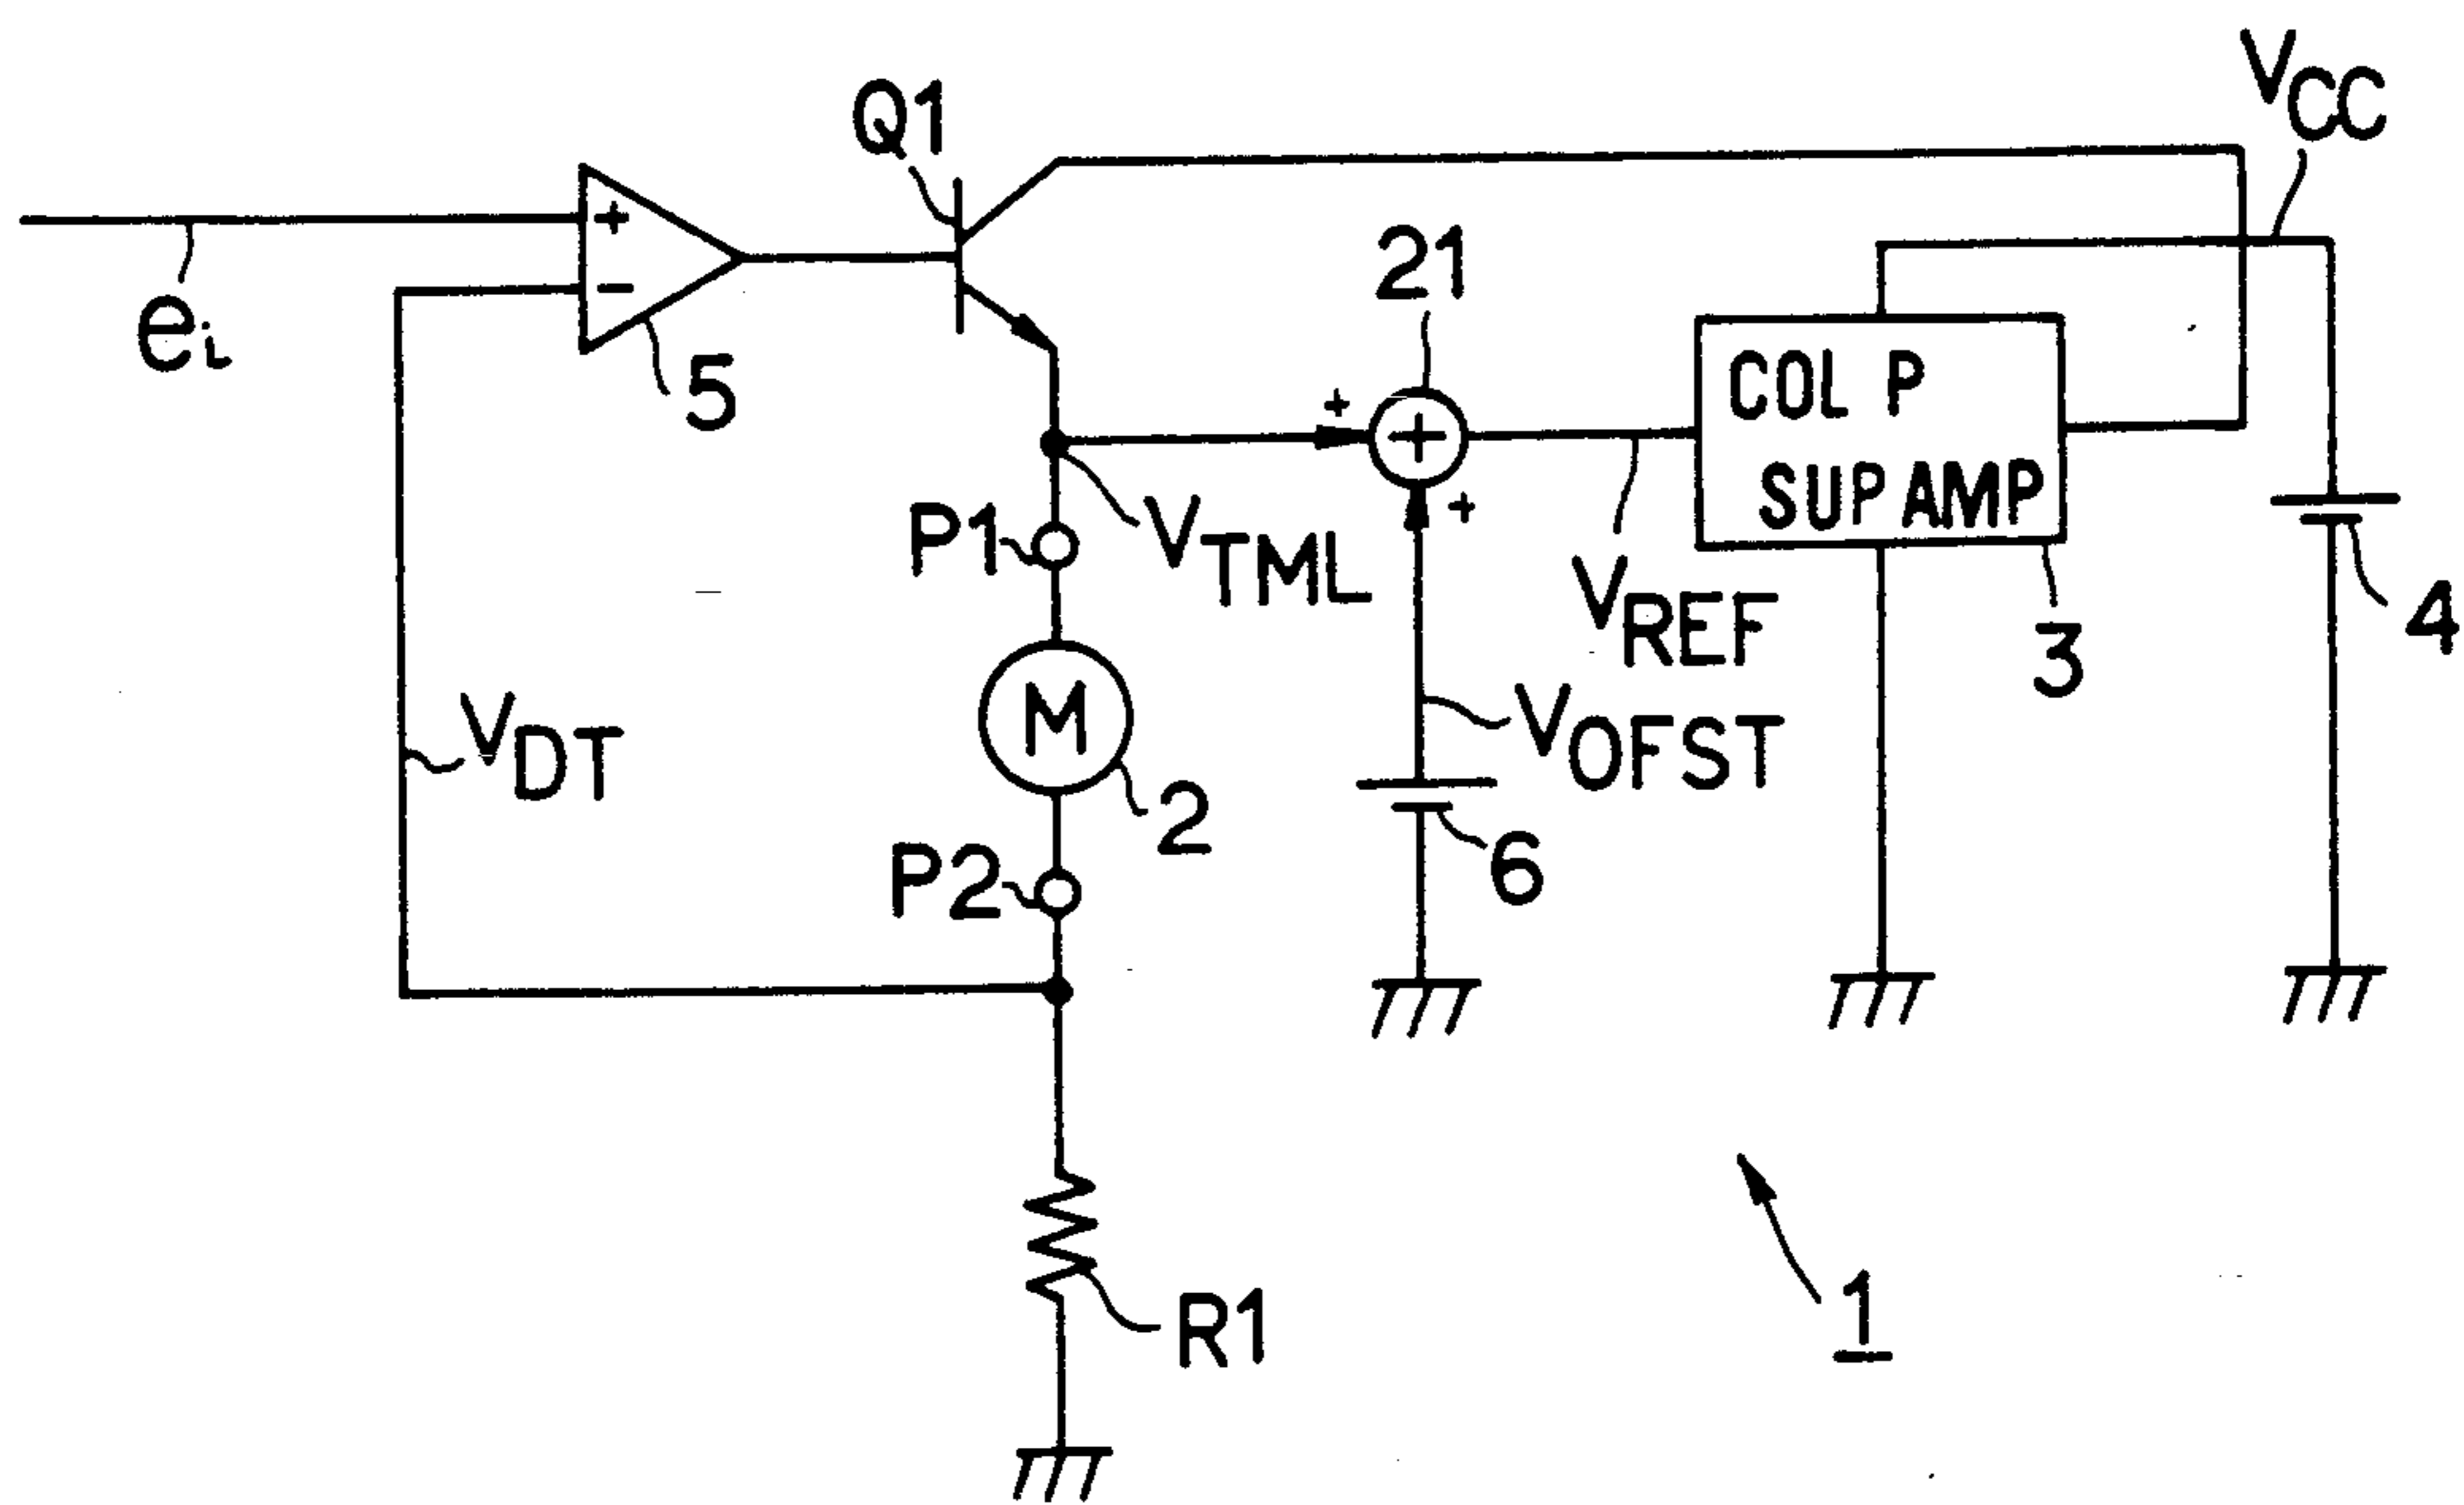 VCC
Q1
+
ei
−
5
21
+
+
+
COL P
SUP AMP
P1
VTML
VREF
3
4
M
VDT
VOFST
2
P2
6
R1
1